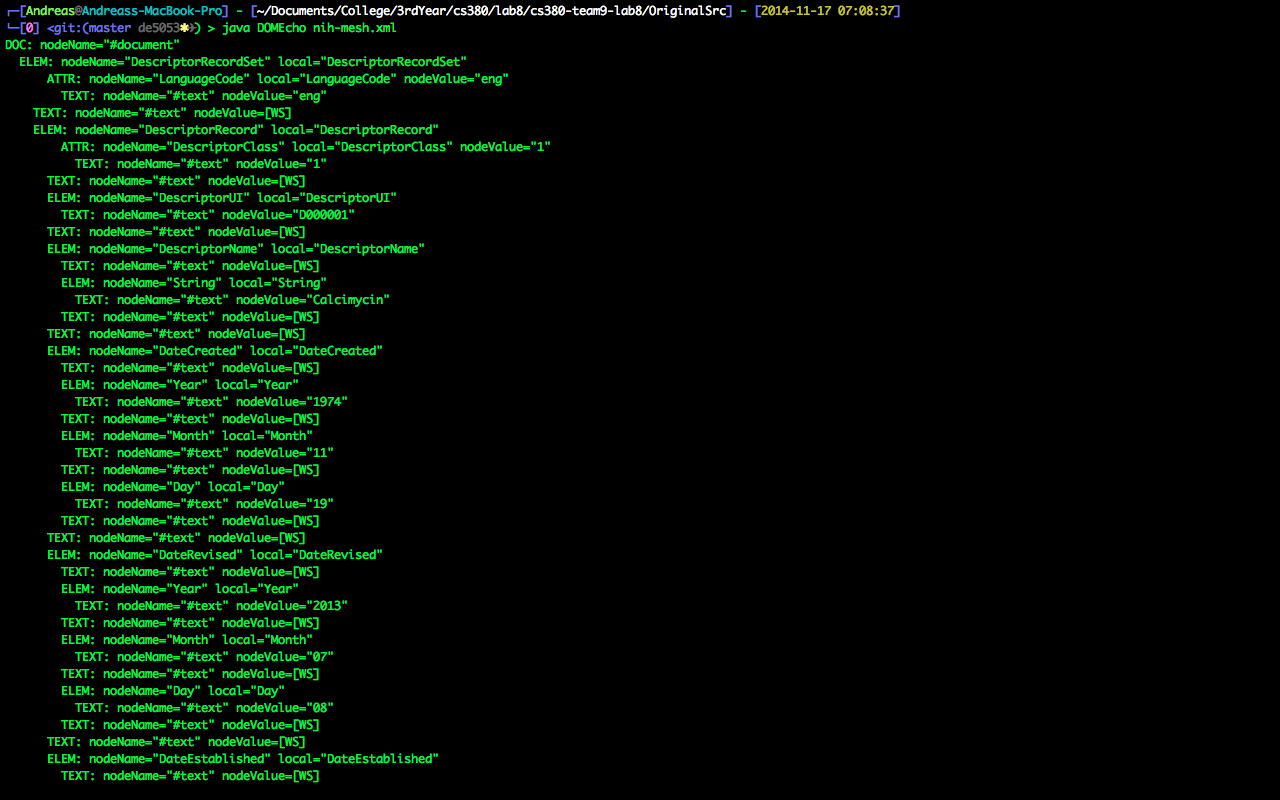 ┌─[Andreas@Andreass-MacBook-Pro] - [~/Documents/College/3rdYear/cs380/lab8/cs380-team9-lab8/OriginalSrc] - [2014-11-17 07:08:37]
└─[0] <git:(master de5053✱✈) > java DOMEcho nih-mesh.xml
DOC: nodeName="#document"
  ELEM: nodeName="DescriptorRecordSet" local="DescriptorRecordSet"
      ATTR: nodeName="LanguageCode" local="LanguageCode" nodeValue="eng"
        TEXT: nodeName="#text" nodeValue="eng"
    TEXT: nodeName="#text" nodeValue=[WS]
    ELEM: nodeName="DescriptorRecord" local="DescriptorRecord"
        ATTR: nodeName="DescriptorClass" local="DescriptorClass" nodeValue="1"
          TEXT: nodeName="#text" nodeValue="1"
      TEXT: nodeName="#text" nodeValue=[WS]
      ELEM: nodeName="DescriptorUI" local="DescriptorUI"
        TEXT: nodeName="#text" nodeValue="D000001"
      TEXT: nodeName="#text" nodeValue=[WS]
      ELEM: nodeName="DescriptorName" local="DescriptorName"
        TEXT: nodeName="#text" nodeValue=[WS]
        ELEM: nodeName="String" local="String"
          TEXT: nodeName="#text" nodeValue="Calcimycin"
        TEXT: nodeName="#text" nodeValue=[WS]
      TEXT: nodeName="#text" nodeValue=[WS]
      ELEM: nodeName="DateCreated" local="DateCreated"
        TEXT: nodeName="#text" nodeValue=[WS]
        ELEM: nodeName="Year" local="Year"
          TEXT: nodeName="#text" nodeValue="1974"
        TEXT: nodeName="#text" nodeValue=[WS]
        ELEM: nodeName="Month" local="Month"
          TEXT: nodeName="#text" nodeValue="11"
        TEXT: nodeName="#text" nodeValue=[WS]
        ELEM: nodeName="Day" local="Day"
          TEXT: nodeName="#text" nodeValue="19"
        TEXT: nodeName="#text" nodeValue=[WS]
      TEXT: nodeName="#text" nodeValue=[WS]
      ELEM: nodeName="DateRevised" local="DateRevised"
        TEXT: nodeName="#text" nodeValue=[WS]
        ELEM: nodeName="Year" local="Year"
          TEXT: nodeName="#text" nodeValue="2013"
        TEXT: nodeName="#text" nodeValue=[WS]
        ELEM: nodeName="Month" local="Month"
          TEXT: nodeName="#text" nodeValue="07"
        TEXT: nodeName="#text" nodeValue=[WS]
        ELEM: nodeName="Day" local="Day"
          TEXT: nodeName="#text" nodeValue="08"
        TEXT: nodeName="#text" nodeValue=[WS]
      TEXT: nodeName="#text" nodeValue=[WS]
      ELEM: nodeName="DateEstablished" local="DateEstablished"
        TEXT: nodeName="#text" nodeValue=[WS]